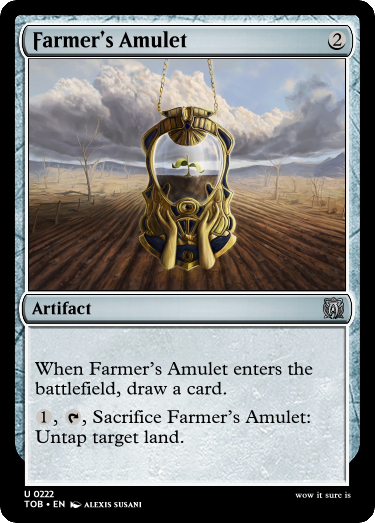 Farmer's Amulet 2
Artifact
When Farmer's Amulet enters the
battlefield, draw a card.
1, , Sacrifice Farmer's Amulet:
Untap target land.
U 0222
TOB • EN ALEXIS SUSANI
wow it sure is